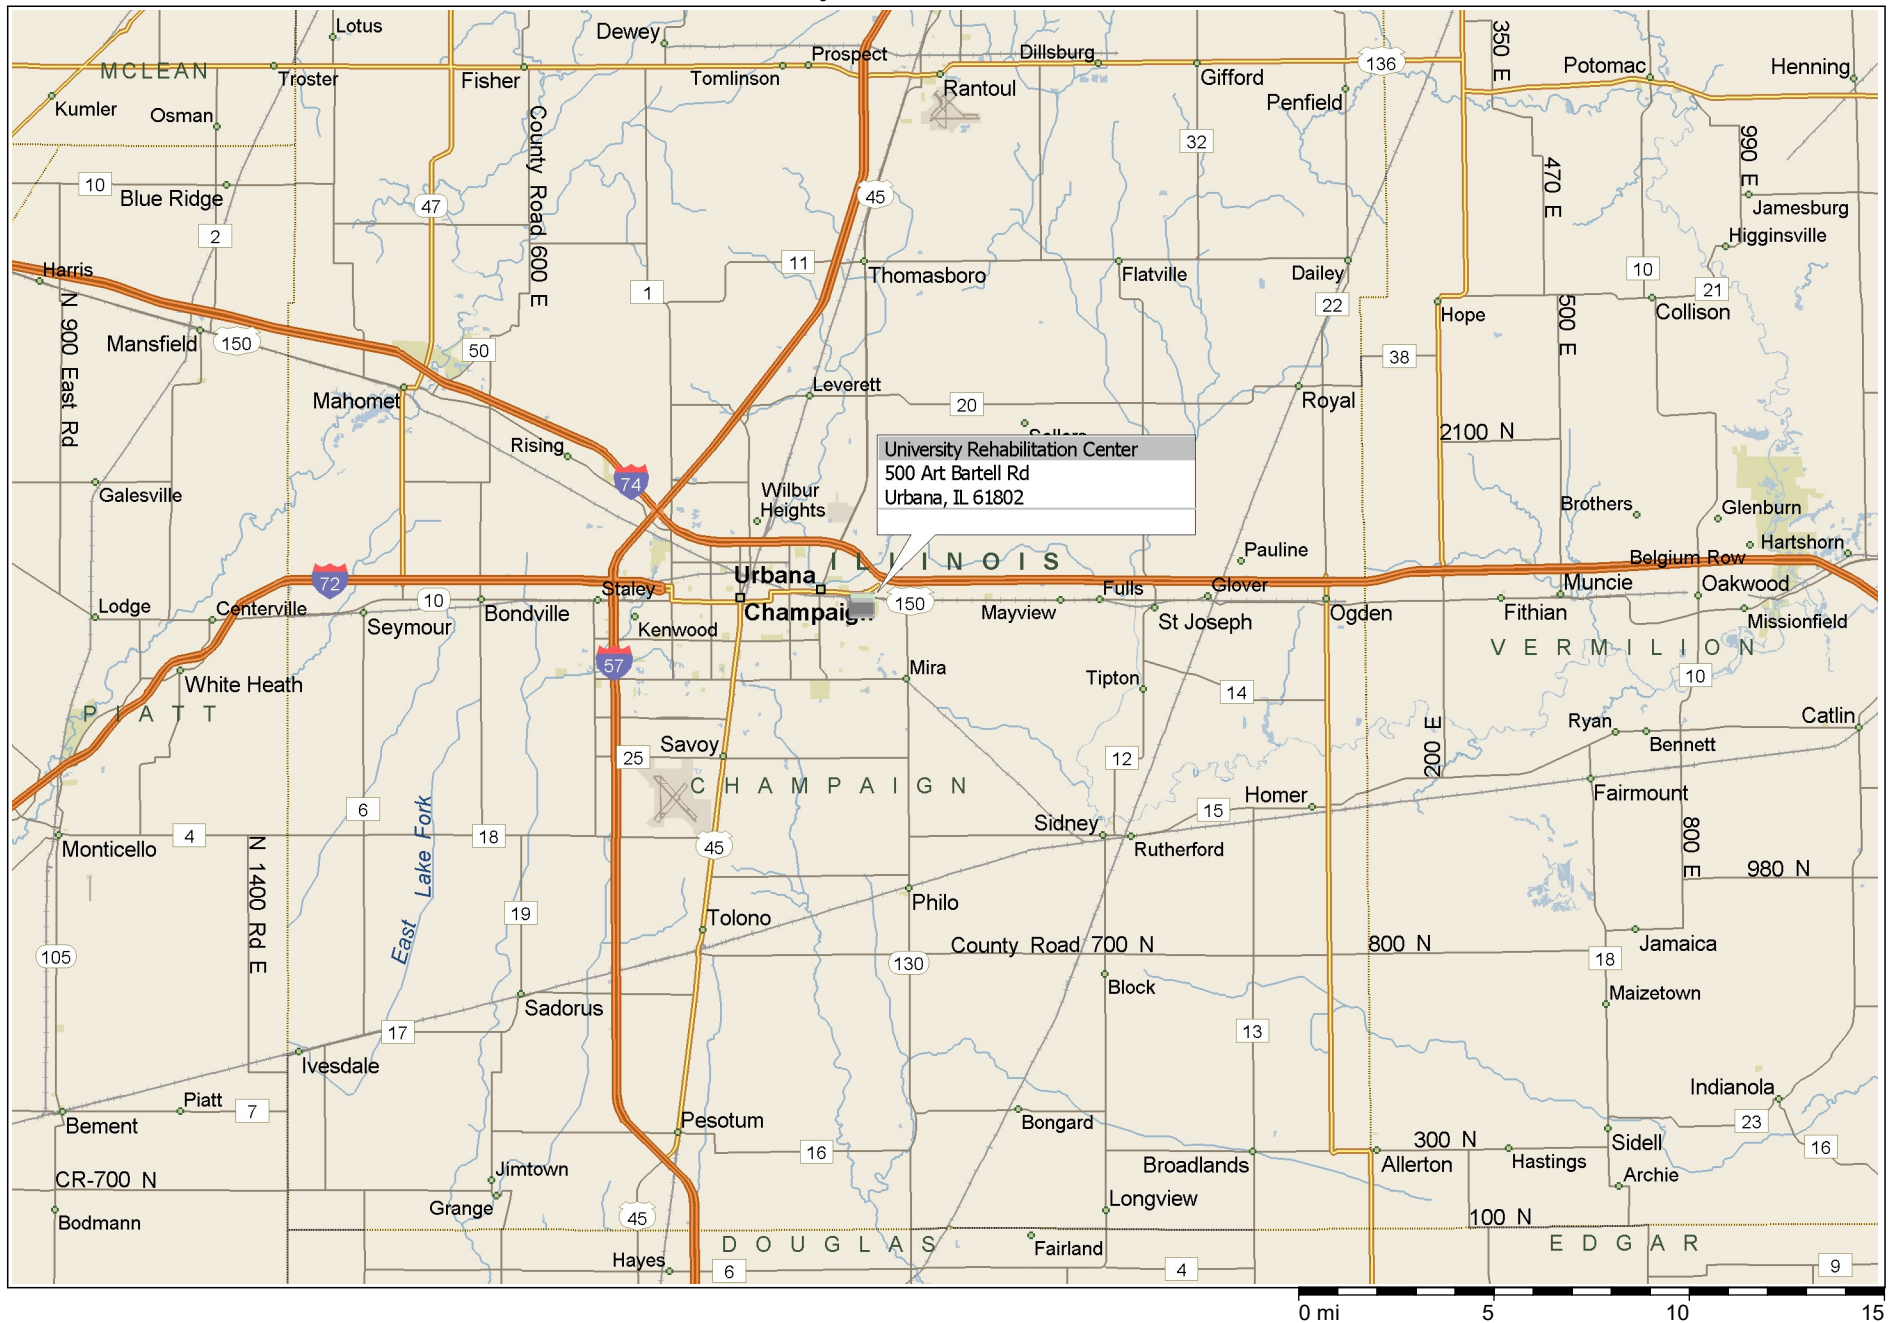 Lotus
Dewey
Prospect
Dillsburg
350 E
MCLEAN
Troster
Fisher
Tomlinson
Rantoul
Gifford
136
Potomac
Henning
Kumler
Osman
County Road 600 E
Penfield
32
990 E
10
Blue Ridge
47
45
470 E
Jamesburg
2
Higginsville
Harris
11
Thomasboro
Flatville
Dailey
10
N 900 East Rd
1
22
21
Hope
500 E
Collison
Mansfield
150
50
38
Mahomet
Leverett
20
Royal
2100 N
Rising
University Rehabilitation Center
500 Art Bartell Rd
Urbana, IL 61802
74
Galesville
Wilbur
Heights
Brothers
Glenburn
Pauline
Hartshorn
ILLINOIS
Belgium Row
72
Urbana
Staley
Fulls
Glover
Muncie
Oakwood
Lodge
Centerville
10
Bondville
Champaign
150
Mayview
Ogden
Fithian
Seymour
Kenwood
St Joseph
Missionfield
VERMILION
57
Mira
Tipton
10
White Heath
14
PIATT
Ryan
Catlin
Savoy
200 E
Bennett
25
12
CHAMPAIGN
Homer
Fairmount
6
15
East Lake Fork
Sidney
4
18
45
Rutherford
Monticello
N 1400 Rd E
800 E
980 N
Philo
19
Tolono
County Road 700 N
800 N
Jamaica
105
130
18
Block
Maizetown
Sadorus
17
13
Ivesdale
Indianola
Piatt
7
Bement
Pesotum
Bongard
23
16
300 N
Sidell
16
Jimtown
Broadlands
Allerton
Hastings
Archie
CR-700 N
Grange
45
Longview
100 N
Bodmann
DOUGLAS
Fairland
EDGAR
Hayes
6
4
9
0 mi
5
10
15